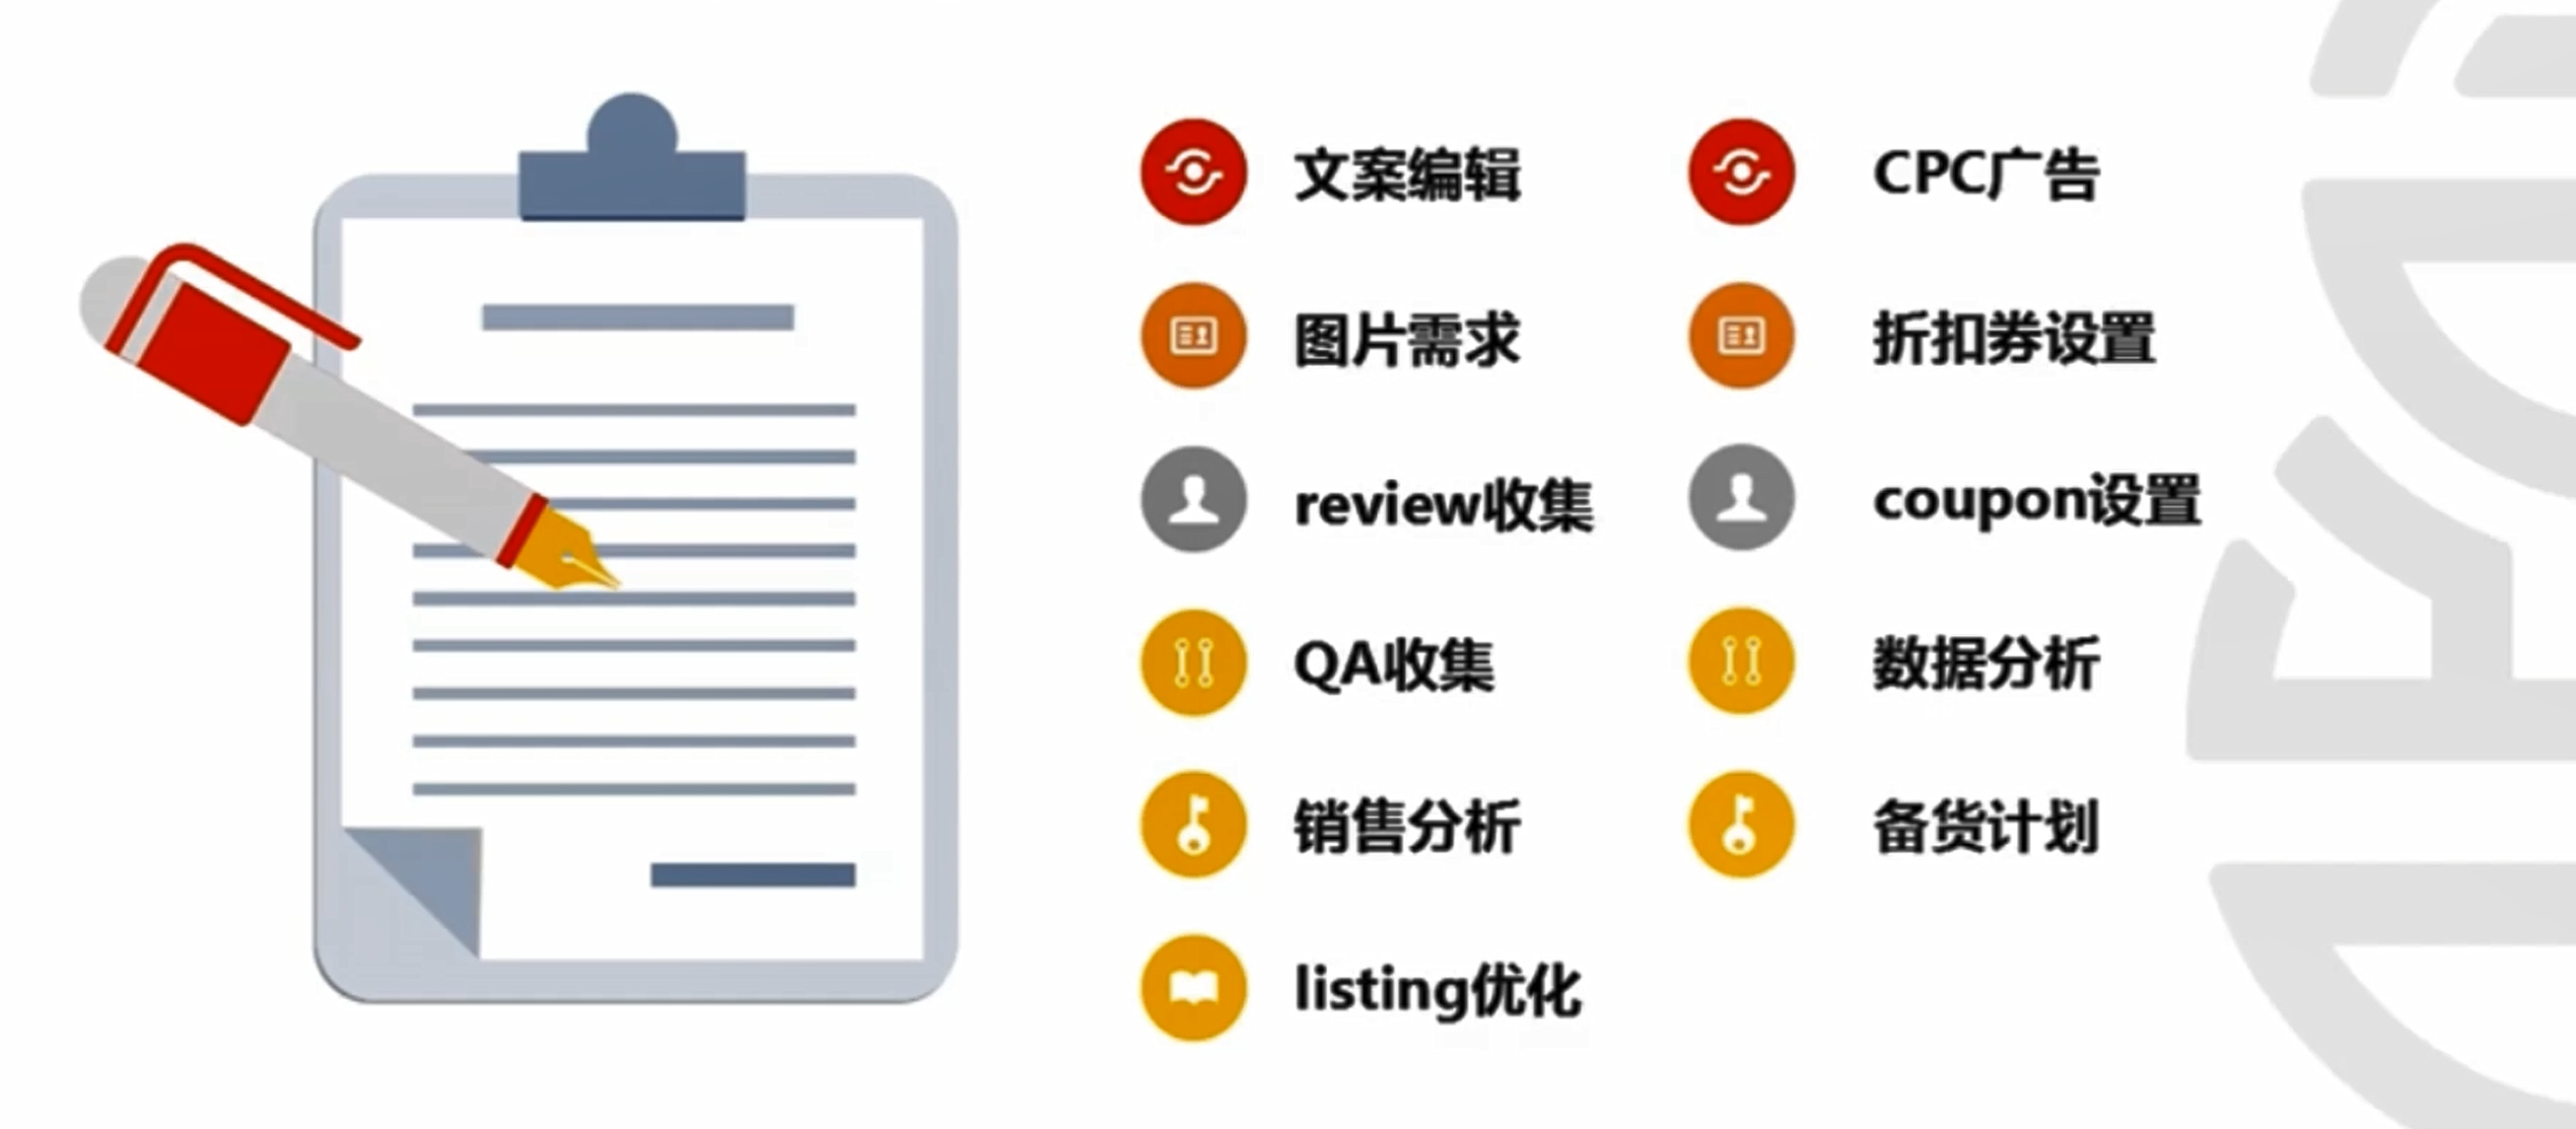 文案编辑
图片需求
review收集
QA收集
销售分析
listing优化
CPC广告
折扣券设置
coupon设置
数据分析
备货计划